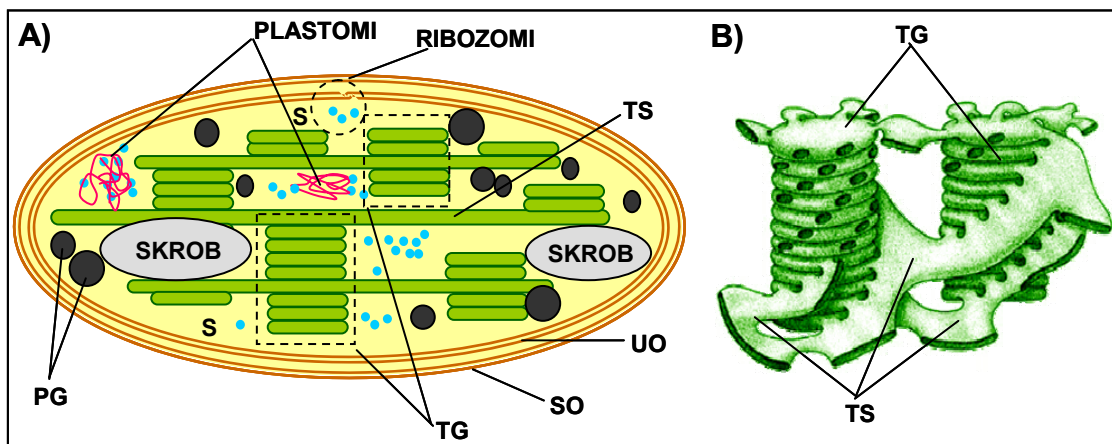 A)
PLASTOMI
RIBOZOMI
S
TS
SKROB
SKROB
S
PG
UO
SO
TG
B)
TG
TS